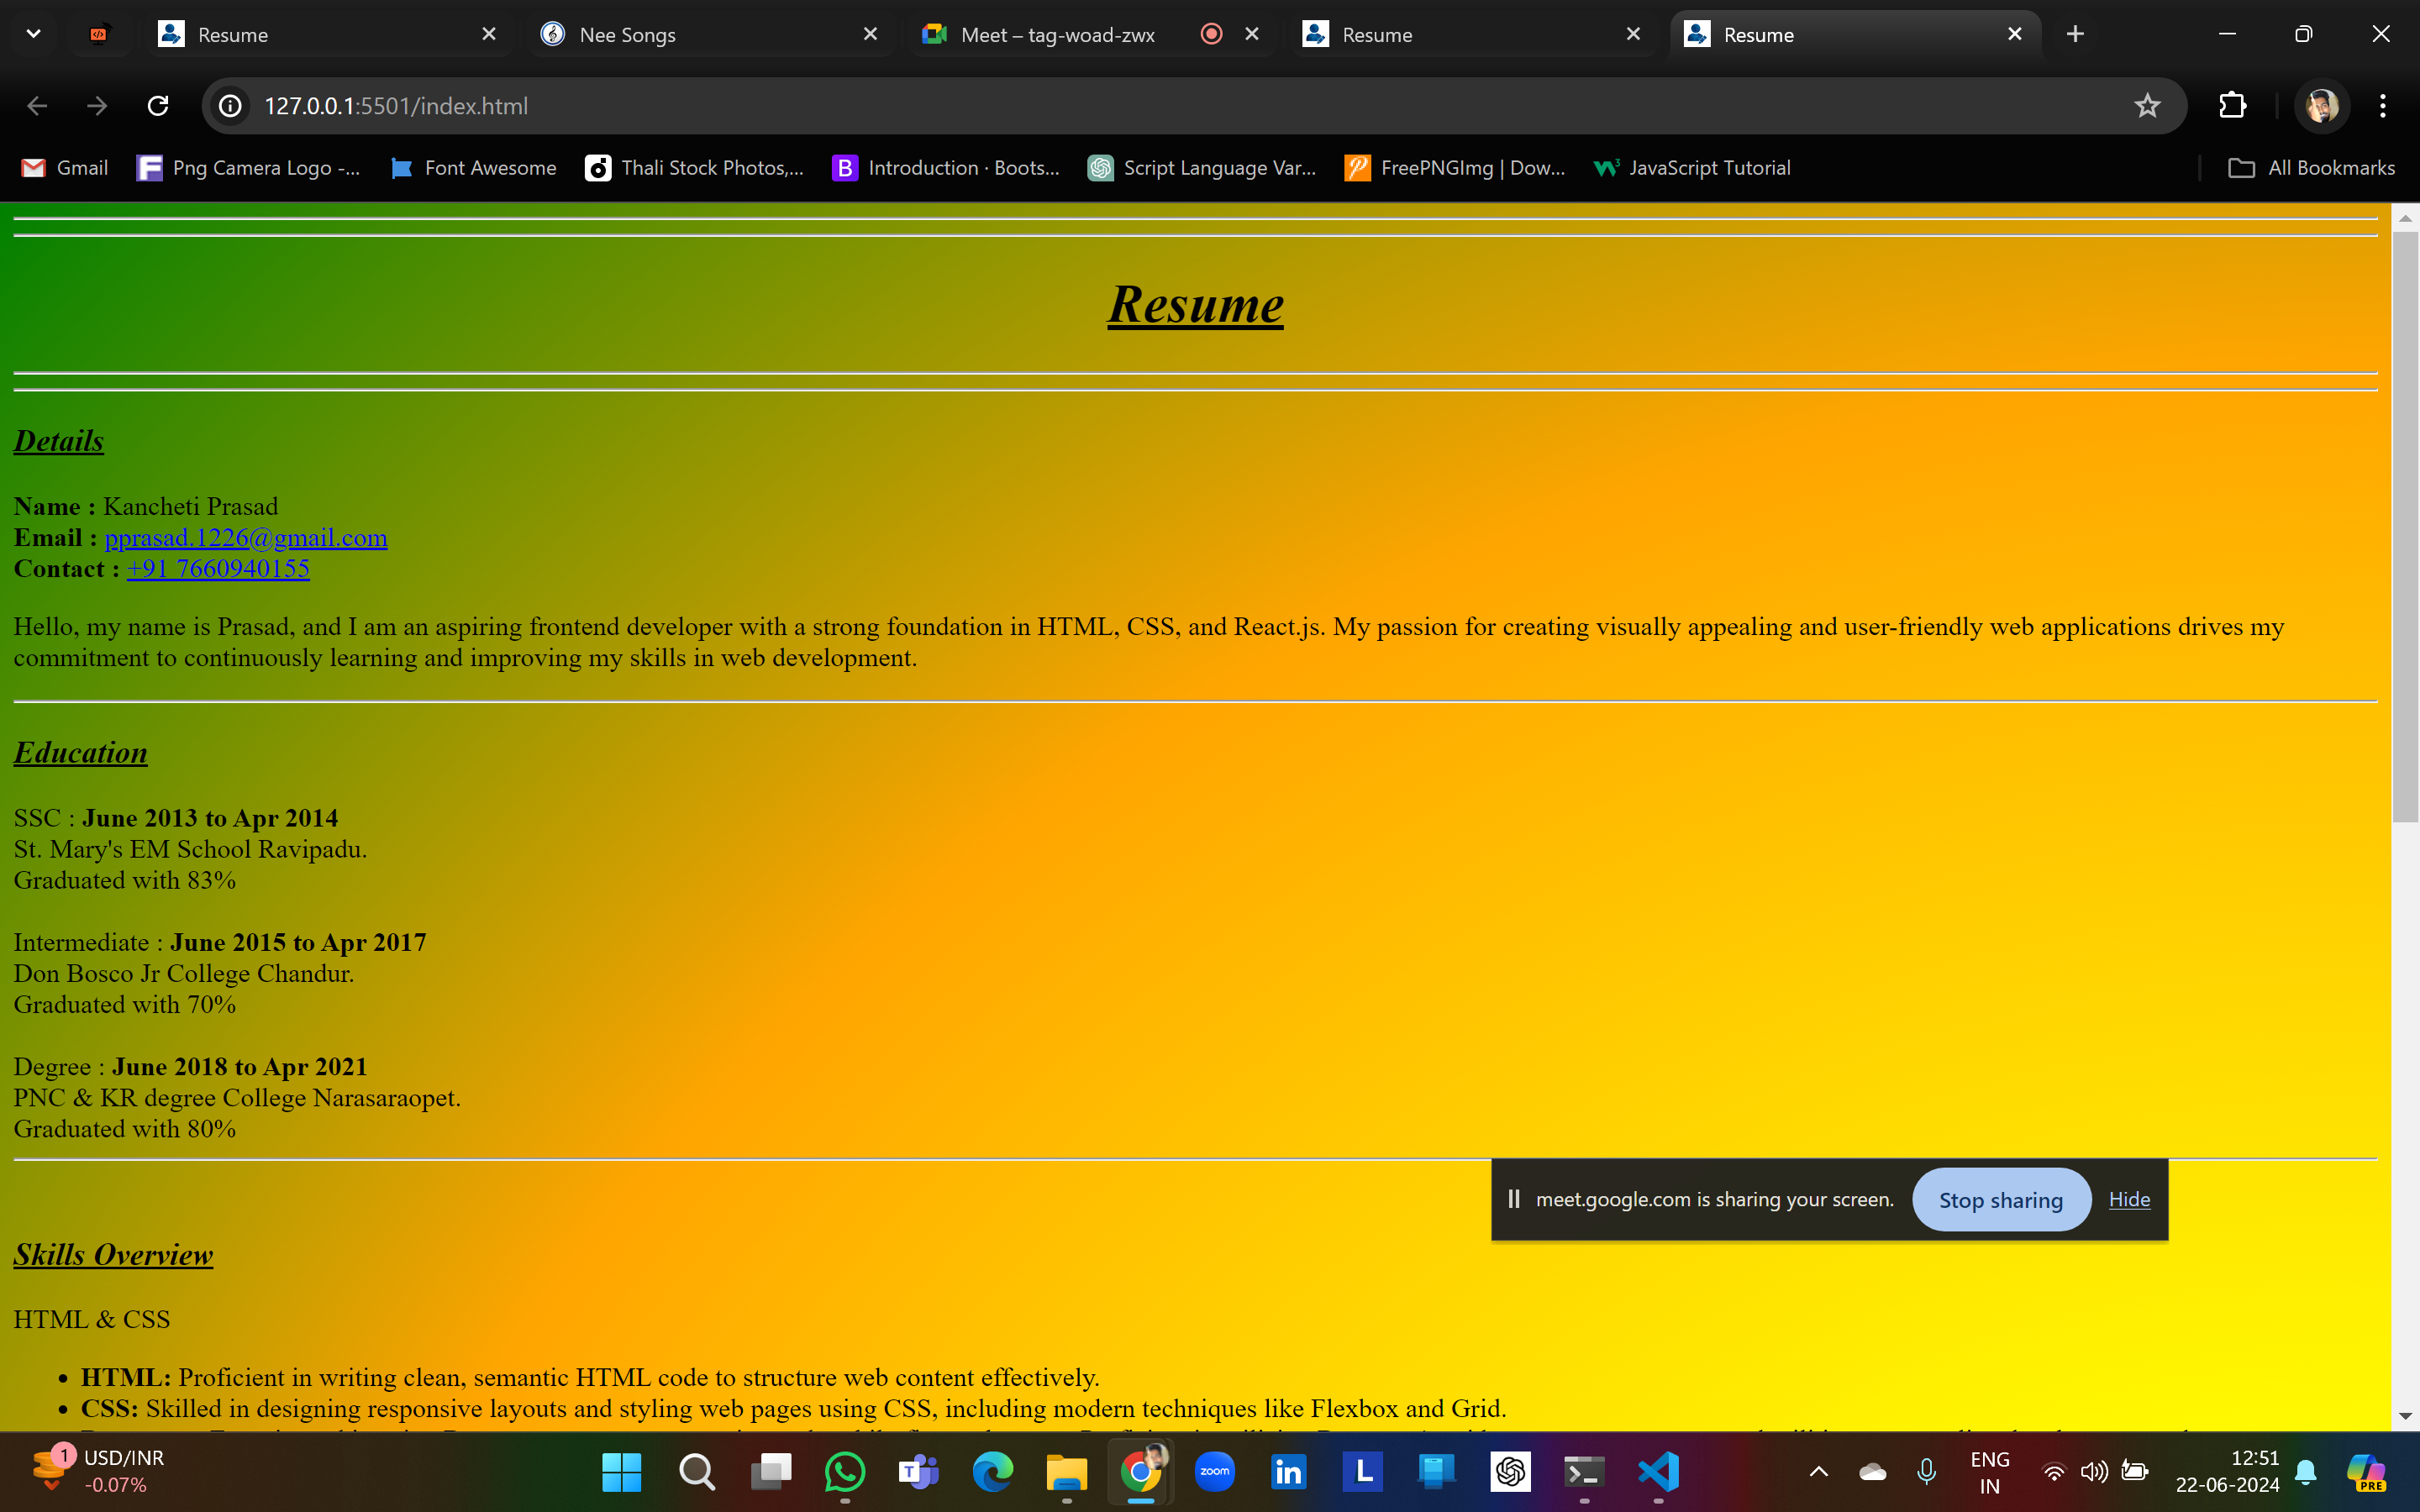 Resume
Nee Songs
Meet – tag-woad-zwx
Resume
Resume
127.0.0.1:5501/index.html
Gmail
Png Camera Logo -...
Font Awesome
Thali Stock Photos,...
Introduction · Boots...
Script Language Var...
FreePNGImg | Dow...
JavaScript Tutorial
All Bookmarks
Resume
Details
Name : Kancheti Prasad
Email : pprasad.1226@gmail.com
Contact : +91 7660940155
Hello, my name is Prasad, and I am an aspiring frontend developer with a strong foundation in HTML, CSS, and React.js. My passion for creating visually appealing and user-friendly web applications drives my
commitment to continuously learning and improving my skills in web development.
Education
SSC : June 2013 to Apr 2014
St. Mary's EM School Ravipadu.
Graduated with 83%
Intermediate : June 2015 to Apr 2017
Don Bosco Jr College Chandur.
Graduated with 70%
Degree : June 2018 to Apr 2021
PNC & KR degree College Narasaraopet.
Graduated with 80%
meet.google.com is sharing your screen.
Stop sharing
Hide
Skills Overview
HTML & CSS
• HTML: Proficient in writing clean, semantic HTML code to structure web content effectively.
• CSS: Skilled in designing responsive layouts and styling web pages using CSS, including modern techniques like Flexbox and Grid.
1
USD/INR
-0.07%
T
zoom
in
L
PRE
ENG
IN
12:51
22-06-2024